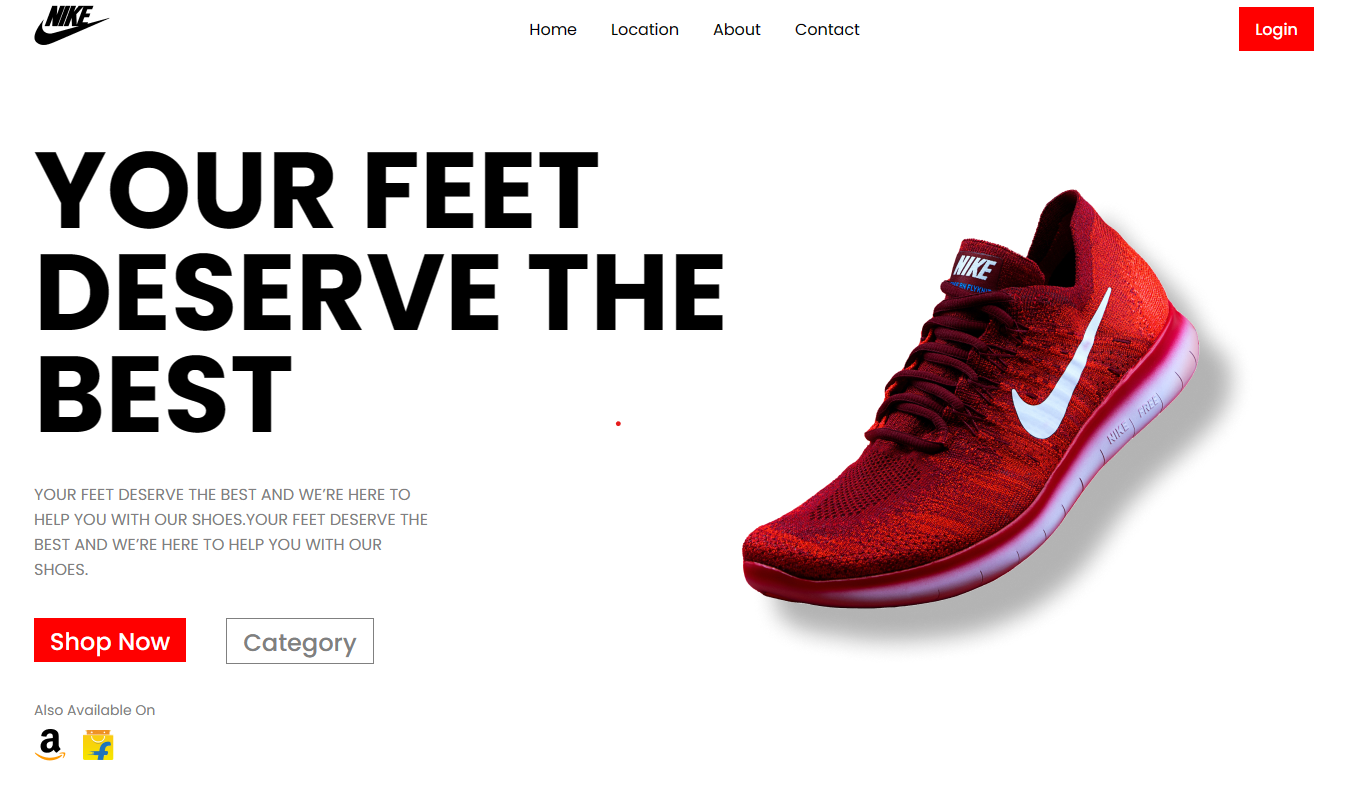 NIKE
Home Location About Contact
Login
YOUR FEET
DESERVE THE
BEST
NIKE
NIKE FREE
YOUR FEET DESERVE THE BEST AND WE’RE HERE TO
HELP YOU WITH OUR SHOES.YOUR FEET DESERVE THE
BEST AND WE’RE HERE TO HELP YOU WITH OUR
SHOES.
Shop Now Category
Also Available On
a f